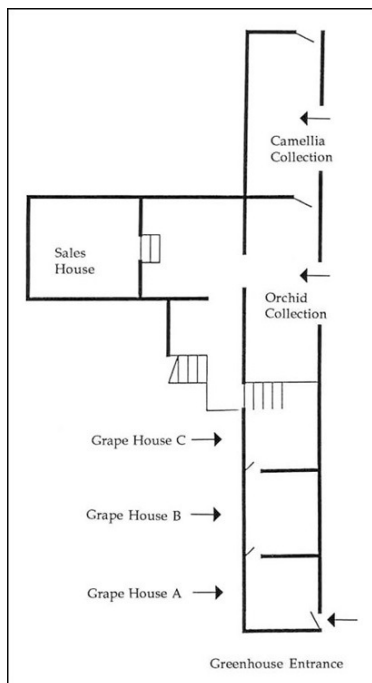 Camellia
Collection
Sales
House
Orchid
Collection
Grape House C
Grape House B
Grape House A
Greenhouse Entrance